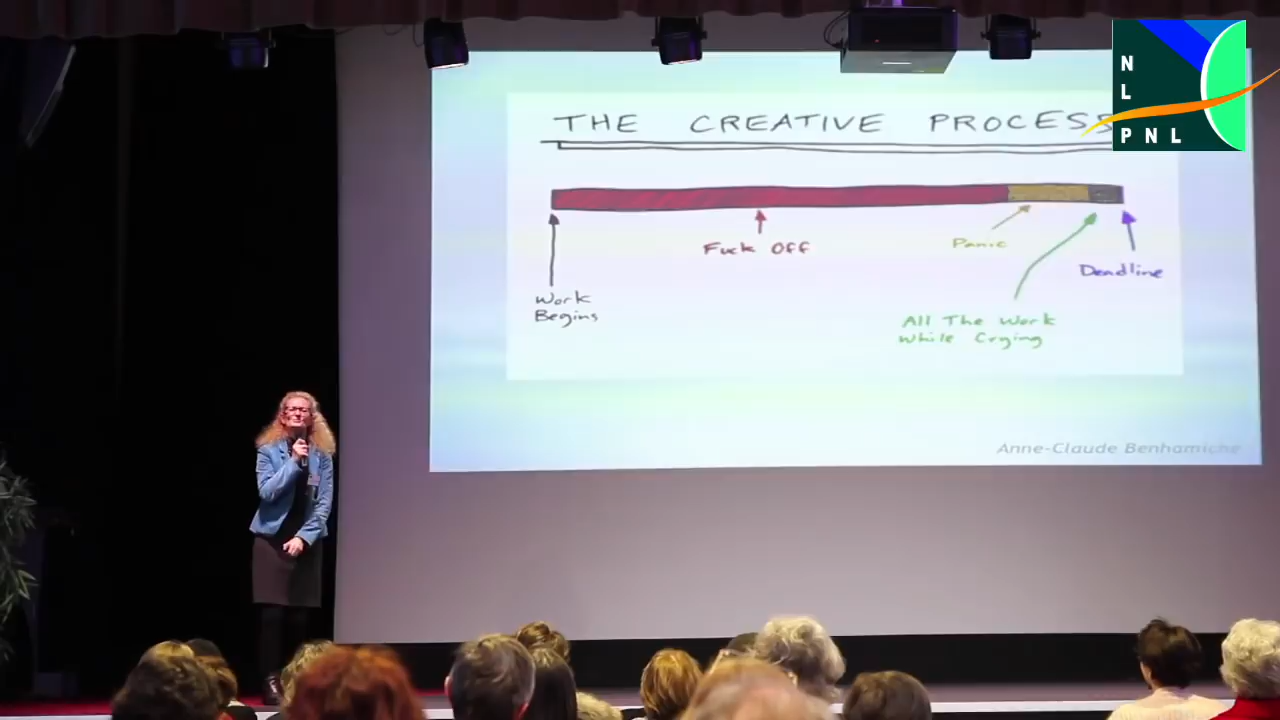 N
L
PNL
THE CREATIVE PROCESS
Fuck Off
Panic
Deadline
Work
Begins
All The Work
While Crying
Anne-Claude Benhamiche